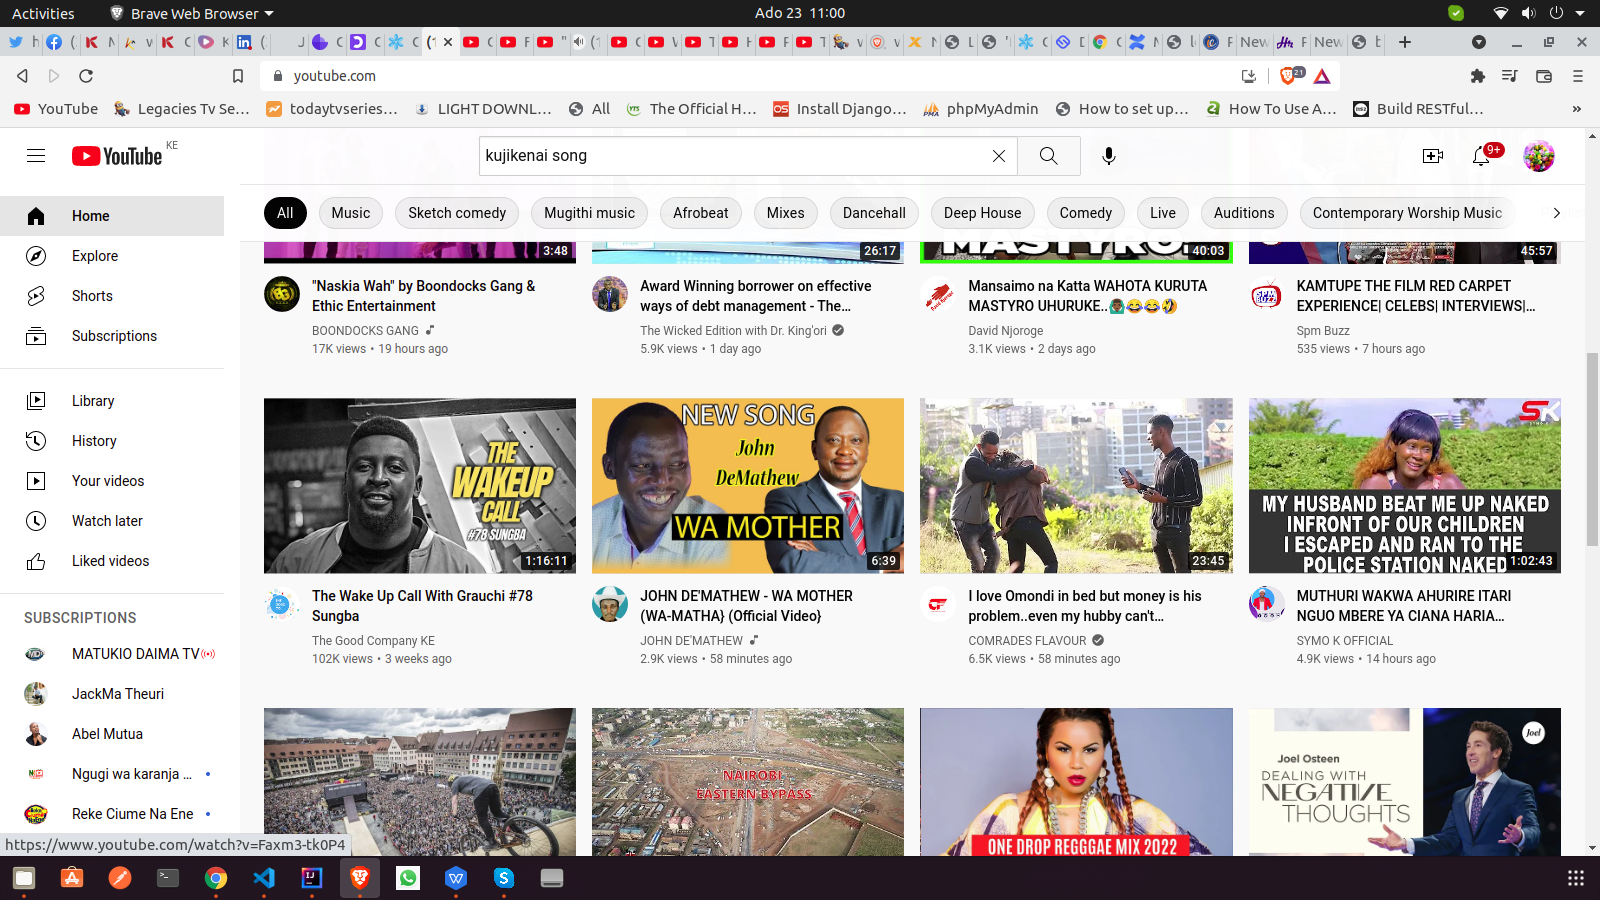 Activities
Brave Web Browser
Ado 23 11:00
youtube.com
21
YouTube
Legacies Tv Se…
todaytvseries…
LIGHT DOWNL…
All
The Official H…
Install Django…
phpMyAdmin
How to set up…
How To Use A…
Build RESTful…
»
YouTube KE
kujikenai song
9+
All
Music
Sketch comedy
Mugithi music
Afrobeat
Mixes
Dancehall
Deep House
Comedy
Live
Auditions
Contemporary Worship Music
Home
Explore
Shorts
Subscriptions
Library
History
Your videos
Watch later
Liked videos
SUBSCRIPTIONS
MATUKIO DAIMA TV
JackMa Theuri
Abel Mutua
Ngugi wa karanja ...
Reke Ciume Na Ene
3:48
"Naskia Wah" by Boondocks Gang &
Ethic Entertainment
BOONDOCKS GANG
17K views • 19 hours ago
26:17
Award Winning borrower on effective
ways of debt management - The...
The Wicked Edition with Dr. King'ori
5.9K views • 1 day ago
MASTYRO..
40:03
Mansaimo na Katta WAHOTA KURUTA
MASTYRO UHURUKE..🤷🏿‍♂️😂😂🤣
David Njoroge
3.1K views • 2 days ago
45:57
SPM
BUZZ
KAMTUPE THE FILM RED CARPET
EXPERIENCE| CELEBS| INTERVIEWS|...
Spm Buzz
535 views • 7 hours ago
THE
WAKEUP
CALL
#78 SUNGBA
1:16:11
The Wake Up Call With Grauchi #78
Sungba
The Good Company KE
102K views • 3 weeks ago
NEW SONG
John
DeMathew
WA MOTHER
6:39
JOHN DE'MATHEW - WA MOTHER
(WA-MATHA} (Official Video}
JOHN DE'MATHEW
2.9K views • 58 minutes ago
23:45
I love Omondi in bed but money is his
problem..even my hubby can't...
COMRADES FLAVOUR
6.5K views • 58 minutes ago
SK
MY HUSBAND BEAT ME UP NAKED
INFRONT OF OUR CHILDREN
I ESCAPED AND RAN TO THE
POLICE STATION NAKED
1:02:43
MUTHURI WAKWA AHURIRE ITARI
NGUO MBERE YA CIANA HARIA...
SYMO K OFFICIAL
4.9K views • 14 hours ago
NAIROBI
EASTERN BYPASS
ONE DROP REGGGAE MIX 2022
Joel Osteen
DEALING WITH
NEGATIVE
THOUGHTS
Joel
https://www.youtube.com/watch?v=Faxm3-tk0P4